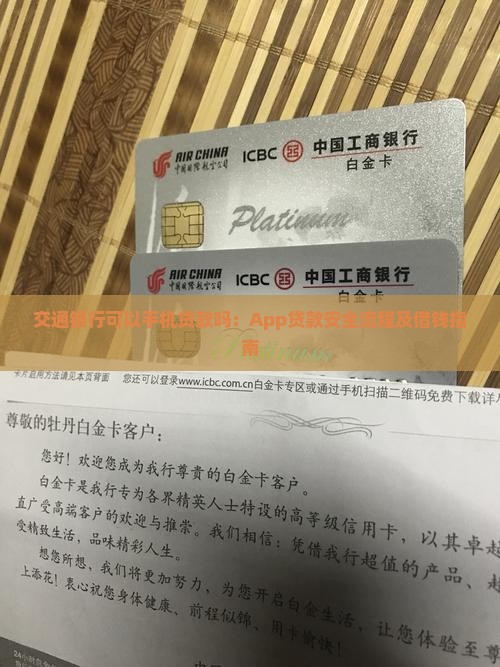 AIR CHINA
中国国际航空公司
ICBC 中国工商银行
白金卡
Platinum
AIR CHINA
中国国际航空公司
ICBC 中国工商银行
白金卡
交通银行可以手机贷款吗：App贷款安全流程及借钱指
南
卡片启用方法请见本页背面 您还可以登录www.icbc.com.cn白金卡专区或通过手机扫描二维码免费下载详
尊敬的牡丹白金卡客户：
您好！欢迎您成为我行尊贵的白金卡客户。
白金卡是我行专为各界精英人士特设的高等级信用卡，以其卓越
直广受高端客户的欢迎与推崇。我们相信：凭借我行超值的产品、超
受精致生活，品味精彩人生。
想您所想，我们将更加努力，为您开启白金生活，让您体验至尊
上添花！衷心祝您身体健康、前程似锦、用卡愉快！